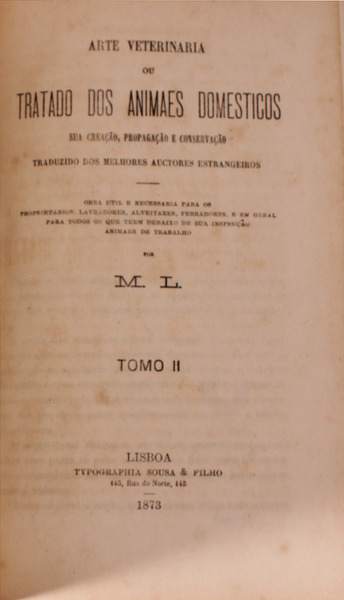 ARTE VETERINARIA
OU
TRATADO DOS ANIMAES DOMESTICOS
SUA CREAÇÃO, PROPAGAÇÃO E CONSERVAÇÃO
TRADUZIDO DOS MELHORES AUCTORES ESTRANGEIROS
OBRA UTIL E NECESSARIA PARA OS
PROPRIETARIOS, LAVRADORES, ALVEITARES, FERRADORES, E EM GERAL
PARA TODOS OS QUE TEEM DEBAIXO DE SUA INSPECÇÃO
ANIMAES DE TRABALHO
POR
M. L.
TOMO II
LISBOA
TYPOGRAPHIA SOUSA & FILHO
145, Rua do Norte, 145
1873